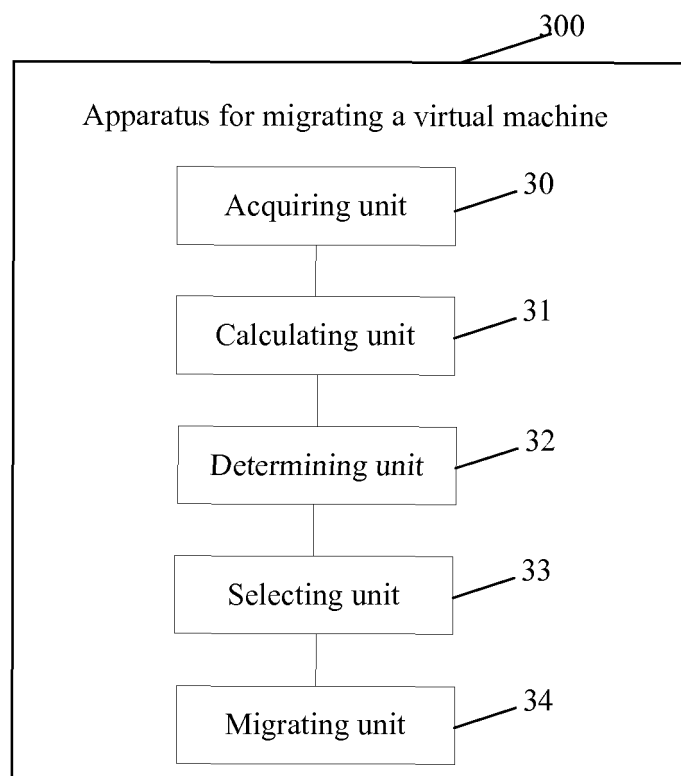 300
Apparatus for migrating a virtual machine
Acquiring unit
30
Calculating unit
31
Determining unit
32
Selecting unit
33
Migrating unit
34